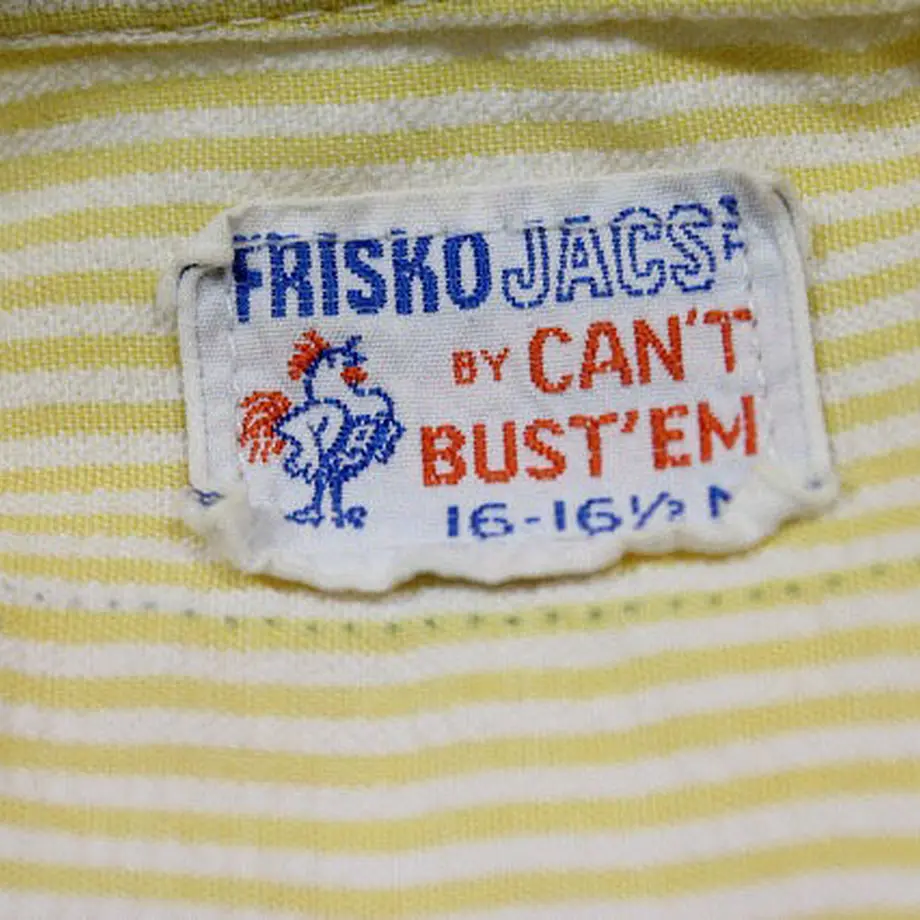 FRISKO JACS
BY CAN'T
BUST'EM
16-16½